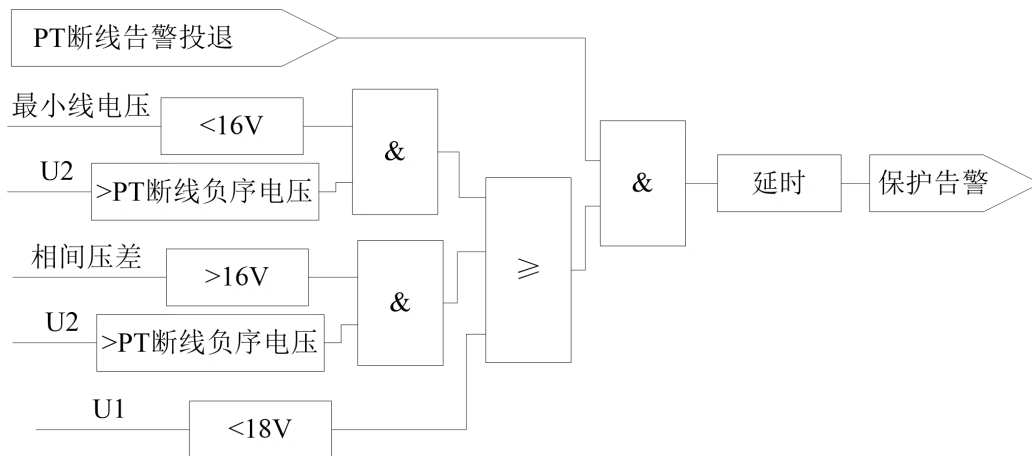 PT断线告警投退
最小线电压
<16V
&
U2
>PT断线负序电压
&
延时
保护告警
相间压差
>16V
&
⩾
U2
>PT断线负序电压
U1
<18V